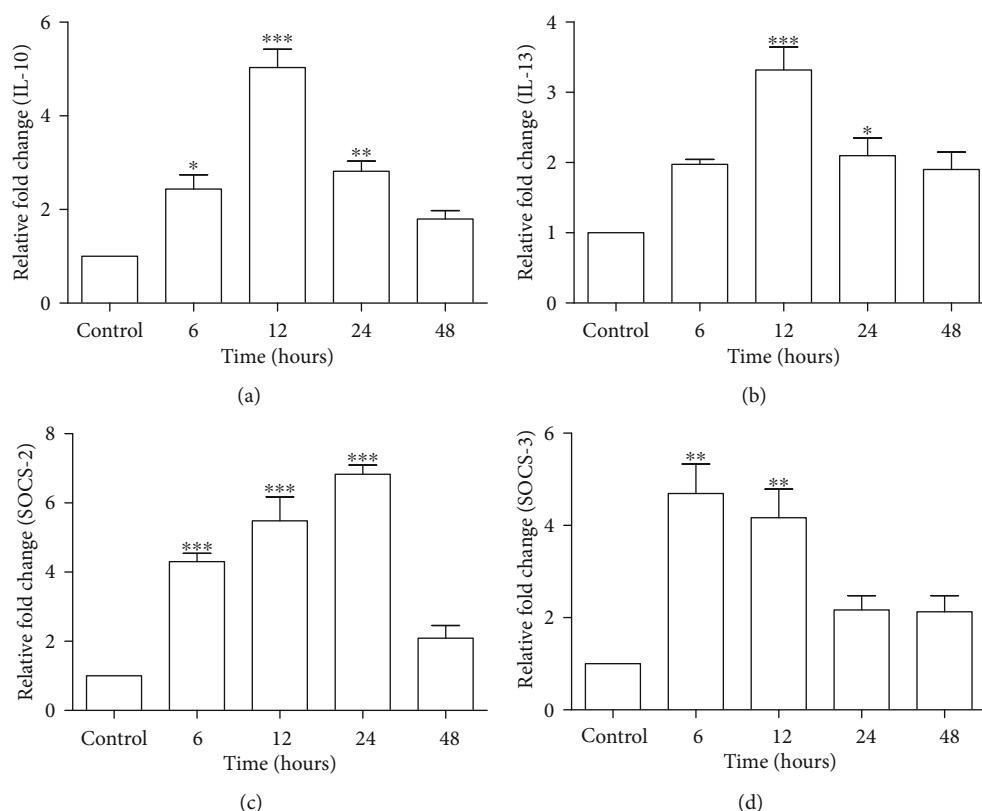 Relative fold change (IL-10)
6
4
2
0
*
***
**
Control 6 12 24 48
Time (hours)
(a)
Relative fold change (IL-13)
4
3
2
1
0
***
*
Control 6 12 24 48
Time (hours)
(b)
Relative fold change (SOCS-2)
8
6
4
2
0
***
***
***
Control 6 12 24 48
Time (hours)
(c)
Relative fold change (SOCS-3)
6
4
2
0
**
**
Control 6 12 24 48
Time (hours)
(d)